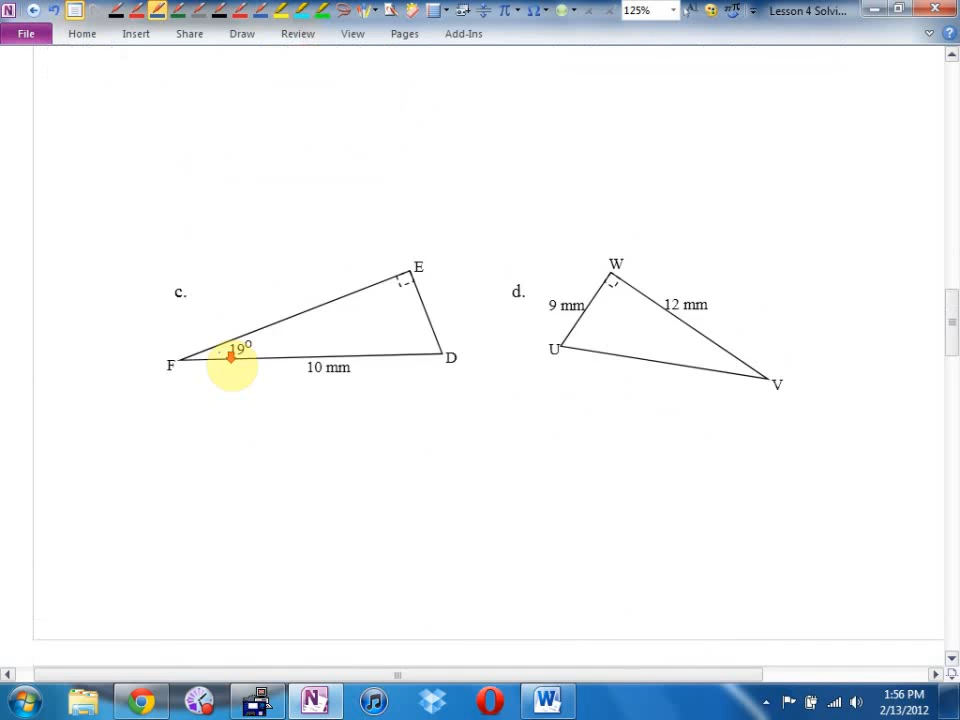 125% Lesson 4 Solvi...
File Home Insert Share Draw Review View Pages Add-Ins
c.
E
19⁰
F
D
10 mm
d.
W
9 mm
12 mm
U
V
1:56 PM
2/13/2012